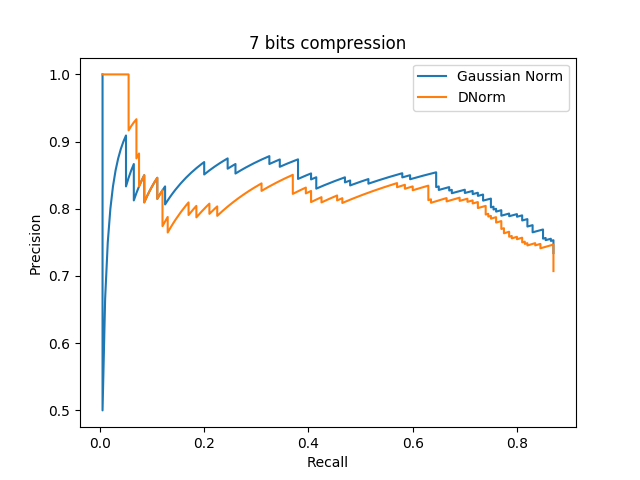 7 bits compression
Gaussian Norm
DNorm
1.0
0.9
0.8
0.7
0.6
0.5
Precision
0.0 0.2 0.4 0.6 0.8
Recall